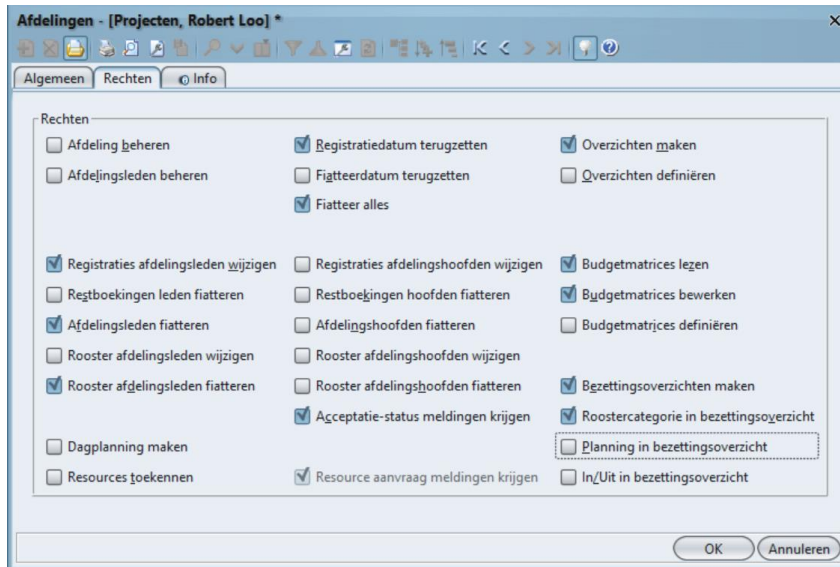 Afdelingen - [Projecten, Robert Loo] *
Algemeen Rechten Info
Rechten
Afdeling beheren Registratiedatum terugzetten Overzichten maken
Afdelingsleden beheren Fiatteerdatum terugzetten Overzichten definiëren
Fiatteer alles
Registraties afdelingsleden wijzigen Registraties afdelingshoofden wijzigen Budgetmatrices lezen
Restboekingen leden fiatteren Restboekingen hoofden fiatteren Budgetmatrices bewerken
Afdelingsleden fiatteren Afdelingshoofden fiatteren Budgetmatrices definiëren
Rooster afdelingsleden wijzigen Rooster afdelingshoofden wijzigen
Rooster afdelingsleden fiatteren Rooster afdelingshoofden fiatteren Bezettingsoverzichten maken
Acceptatie-status meldingen krijgen Roostercategorie in bezettingsoverzicht
Dagplanning maken Planning in bezettingsoverzicht
Resources toekennen Resource aanvraag meldingen krijgen In/Uit in bezettingsoverzicht
OK Annuleren